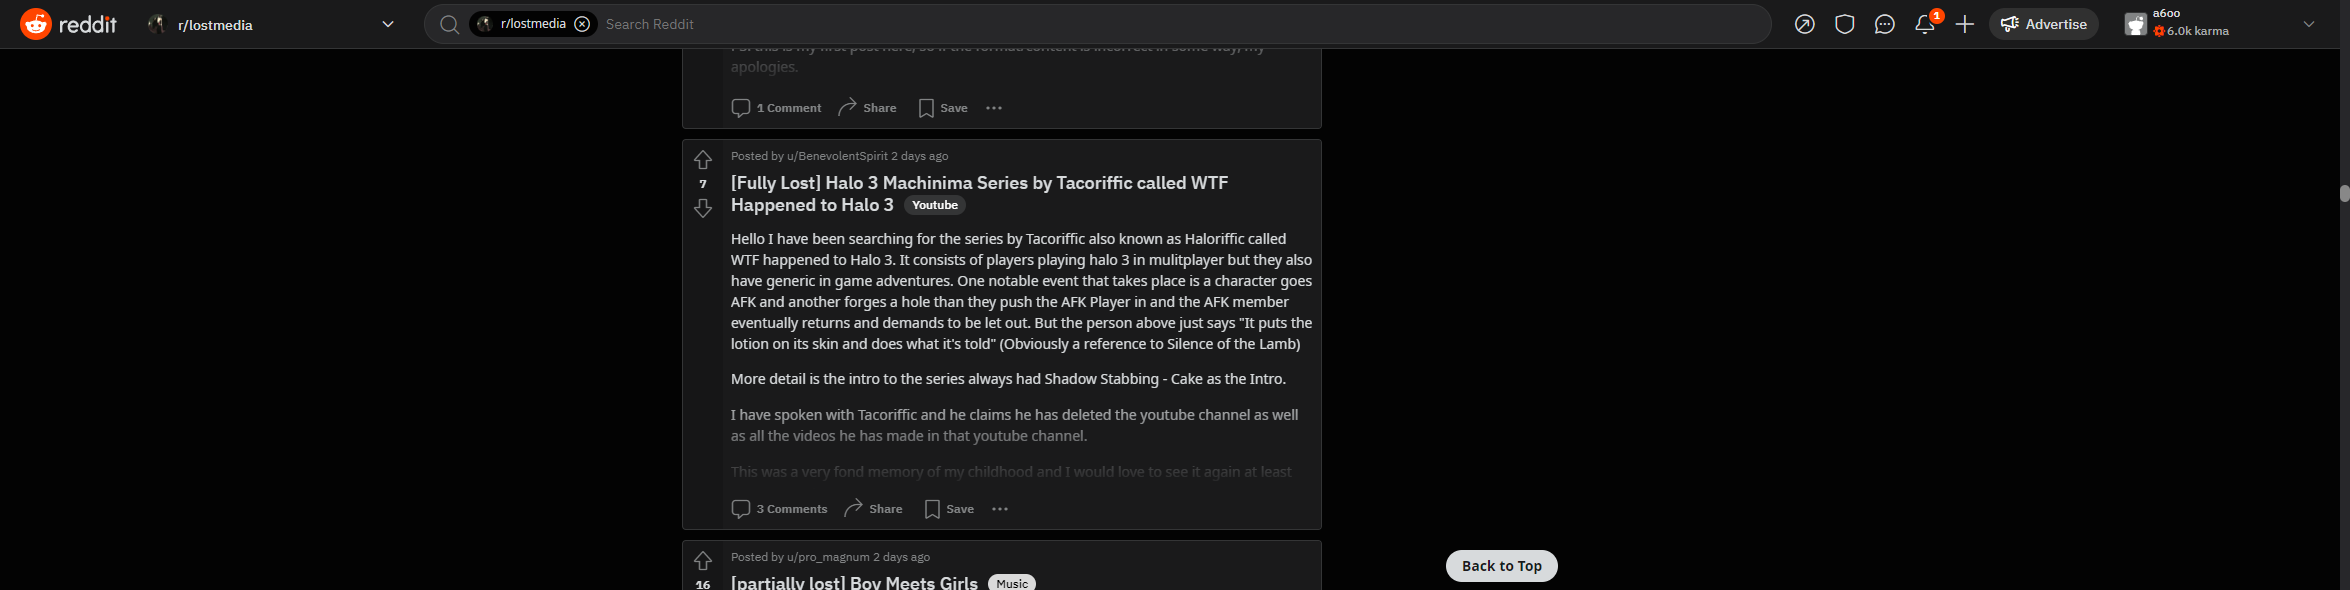 reddit
r/lostmedia
r/lostmedia
Search Reddit
1
Advertise
a6oo
6.0k karma
apologies.
1 Comment
Share
Save
Posted by u/BenevolentSpirit 2 days ago
7
[Fully Lost] Halo 3 Machinima Series by Tacoriffic called WTF
Happened to Halo 3
Youtube
Hello I have been searching for the series by Tacoriffic also known as Haloriffic called
WTF happened to Halo 3. It consists of players playing halo 3 in mulitplayer but they also
have generic in game adventures. One notable event that takes place is a character goes
AFK and another forges a hole than they push the AFK Player in and the AFK member
eventually returns and demands to be let out. But the person above just says "It puts the
lotion on its skin and does what it's told" (Obviously a reference to Silence of the Lamb)
More detail is the intro to the series always had Shadow Stabbing - Cake as the Intro.
I have spoken with Tacoriffic and he claims he has deleted the youtube channel as well
as all the videos he has made in that youtube channel.
This was a very fond memory of my childhood and I would love to see it again at least
3 Comments
Share
Save
Posted by u/pro_magnum 2 days ago
16
[partially lost] Boy Meets Girls
Music
Back to Top